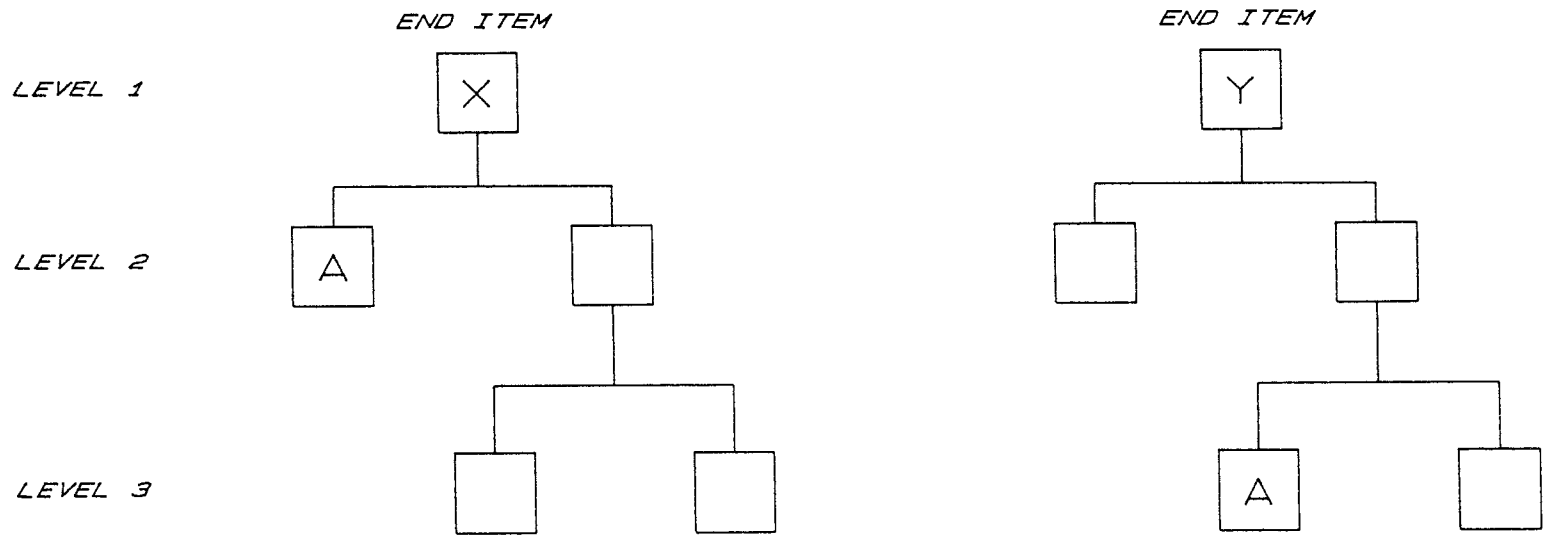 END ITEM
END ITEM
LEVEL 1
X
Y
LEVEL 2
A
LEVEL 3
A